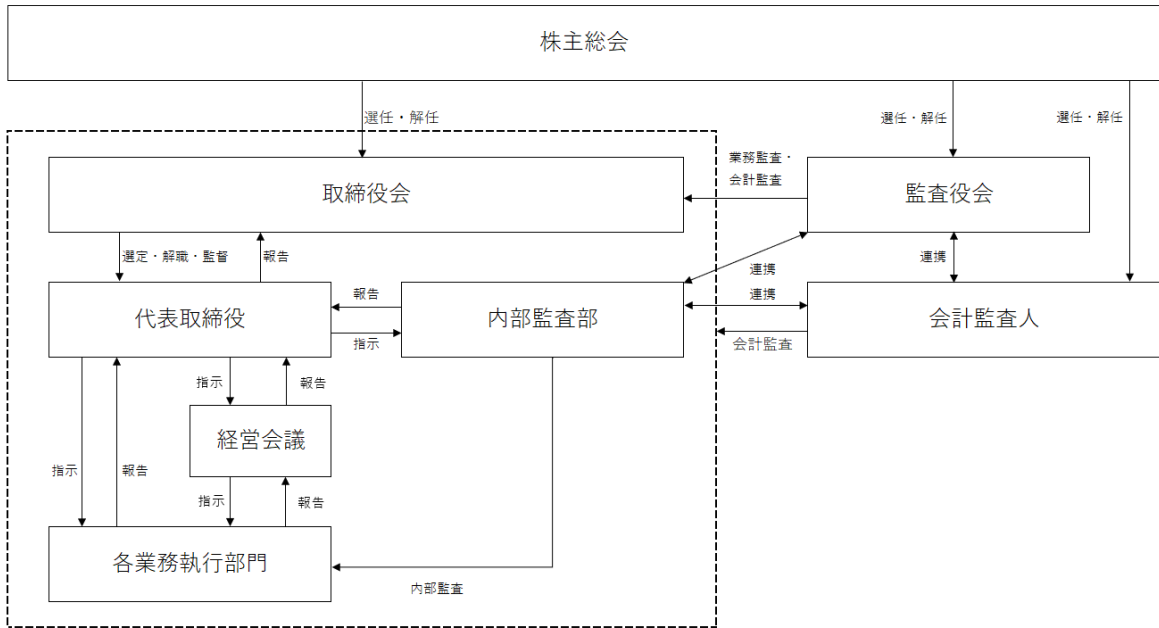 株主総会
選任・解任
選任・解任
選任・解任
業務監査・
会計監査
取締役会
監査役会
選定・解職・監督
報告
連携
連携
連携
代表取締役
報告
指示
内部監査部
会計監査
会計監査人
指示
報告
経営会議
指示
報告
指示
報告
各業務執行部門
内部監査